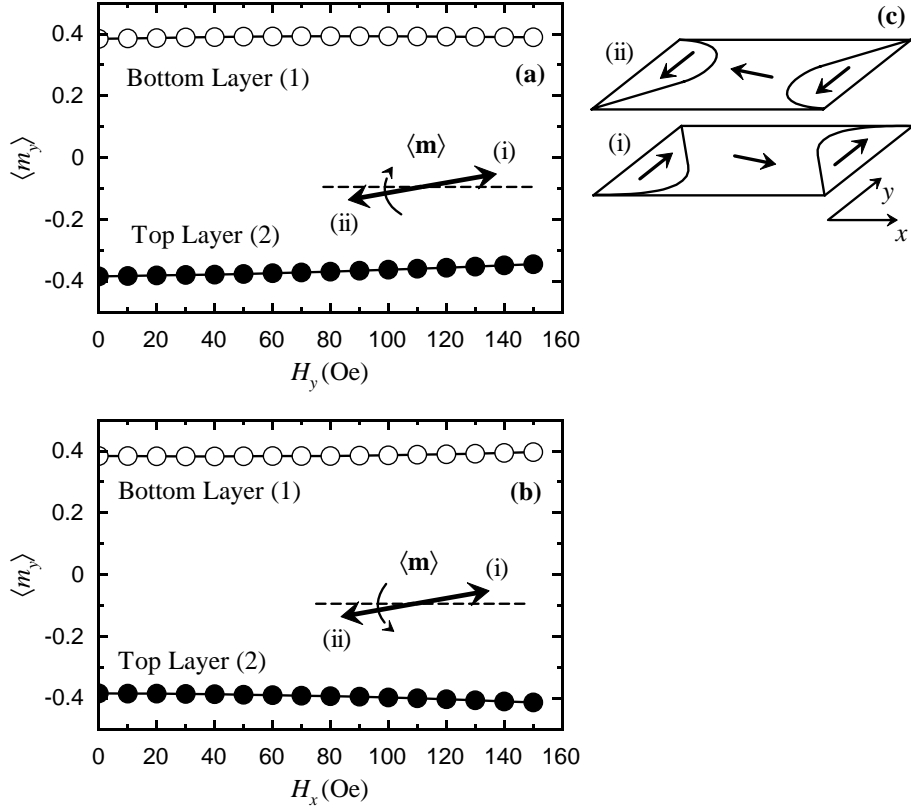 0.4
(a)
Bottom Layer (1)
0.2
0
⟨m⟩
(i)
⟨m_y⟩
-0.2
(ii)
Top Layer (2)
-0.4
0 20 40 60 80 100 120 140 160
H_y (Oe)
(c)
(ii)
(i)
y
x
0.4
(b)
Bottom Layer (1)
0.2
⟨m⟩
0
(i)
⟨m_y⟩
-0.2
(ii)
Top Layer (2)
-0.4
0 20 40 60 80 100 120 140 160
H_x (Oe)